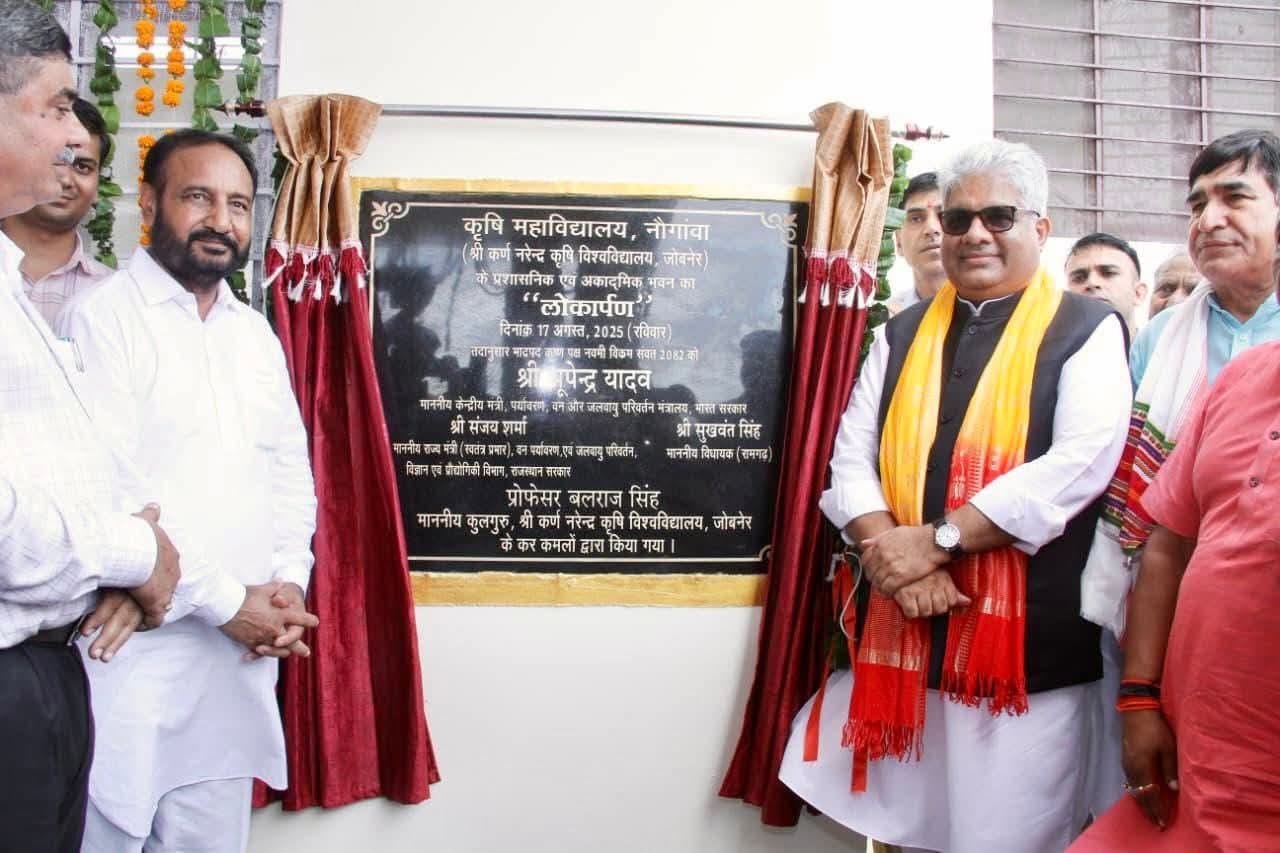 कृषि महाविद्यालय, नौगांवा
(श्री कर्ण नरेन्द्र कृषि विश्वविद्यालय, जोबनेर)
के प्रशासनिक एवं अकादमिक भवन का
“लोकार्पण”
दिनांक 17 अगस्त, 2025 (रविवार)
तदानुसार भाद्रपद कृष्ण पक्ष नवमी विक्रम संवत 2082 को
श्री भूपेन्द्र यादव
माननीय केन्द्रीय मंत्री, पर्यावरण, वन और जलवायु परिवर्तन मंत्रालय, भारत सरकार
श्री संजय शर्मा
माननीय राज्य मंत्री (स्वतंत्र प्रभार), वन पर्यावरण,एवं जलवायु परिवर्तन,
विज्ञान एवं प्रौद्योगिकी विभाग, राजस्थान सरकार
श्री सुखवंत सिंह
माननीय विधायक (रामगढ़)
प्रोफेसर बलराज सिंह
माननीय कुलगुरु, श्री कर्ण नरेन्द्र कृषि विश्वविद्यालय, जोबनेर
के कर कमलों द्वारा किया गया।